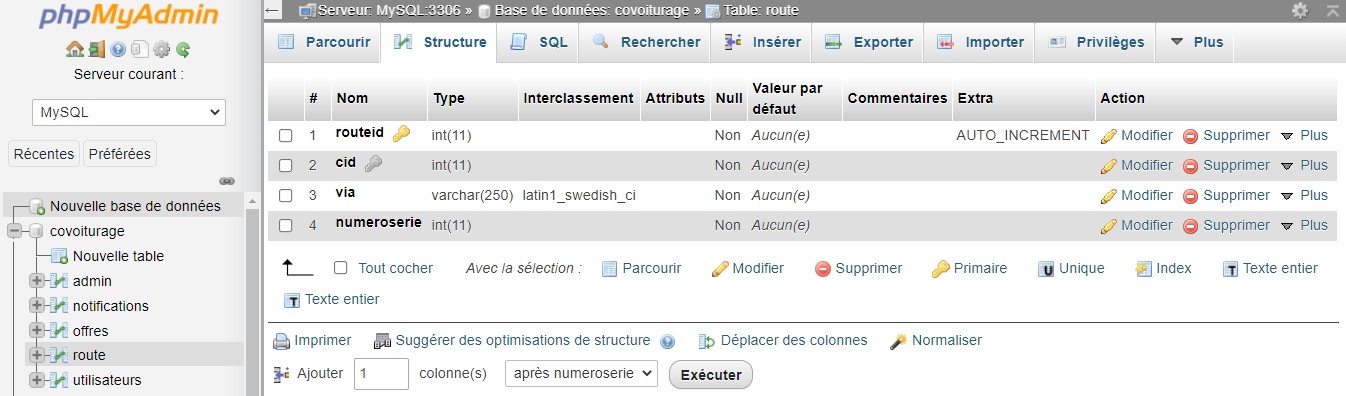 phpMyAdmin
Serveur courant :
MySQL
Récentes Préférées
Nouvelle base de données
covoiturage
Nouvelle table
admin
notifications
offres
route
utilisateurs
Serveur: MySQL:3306 » Base de données: covoiturage » Table: route
Parcourir Structure SQL Rechercher Insérer Exporter Importer Privilèges Plus
# Nom Type Interclassement Attributs Null Valeur par défaut Commentaires Extra Action
1 routeid int(11) Non Aucun(e) AUTO_INCREMENT Modifier Supprimer Plus
2 cid int(11) Non Aucun(e) Modifier Supprimer Plus
3 via varchar(250) latin1_swedish_ci Non Aucun(e) Modifier Supprimer Plus
4 numeroserie int(11) Non Aucun(e) Modifier Supprimer Plus
Tout cocher Avec la sélection : Parcourir Modifier Supprimer Primaire Unique Index Texte entier
Texte entier
Imprimer Suggérer des optimisations de structure Déplacer des colonnes Normaliser
Ajouter 1 colonne(s) après numeroserie Exécuter